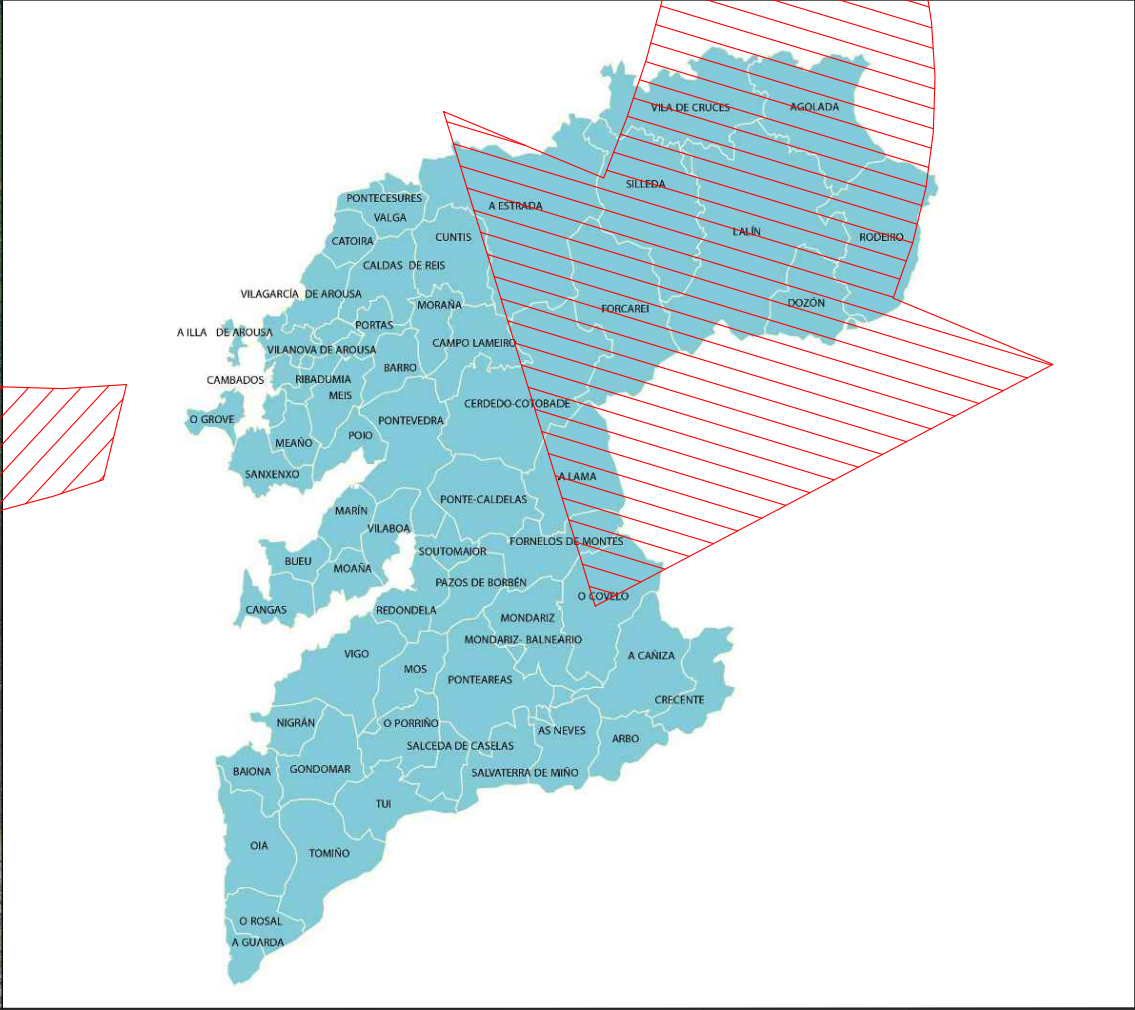 VILA DE CRUCES
AGOLADA
SILLEDA
PONTECESURES
A ESTRADA
VALGA
LALÍN
CUNTIS
RODEIRO
CATOIRA
CALDAS DE REIS
VILAGARCÍA DE AROUSA
DOZÓN
MORAÑA
FORCAREI
PORTAS
A ILLA DE AROUSA
CAMPO LAMEIRO
VILANOVA DE AROUSA
BARRO
CAMBADOS
RIBADUMIA
MEIS
CERDEDO-COTOBADE
O GROVE
PONTEVEDRA
POIO
MEAÑO
SANXENXO
A LAMA
PONTE-CALDELAS
MARÍN
VILABOA
FORNELOS DE MONTES
SOUTOMAIOR
BUEU
MOAÑA
PAZOS DE BORBÉN
O COVELO
CANGAS
REDONDELA
MONDARIZ
MONDARIZ- BALNEARIO
VIGO
A CAÑIZA
MOS
PONTEAREAS
CRECENTE
NIGRÁN
O PORRIÑO
AS NEVES
ARBO
SALCEDA DE CASELAS
BAIONA
GONDOMAR
SALVATERRA DE MIÑO
TUI
OIA
TOMIÑO
O ROSAL
A GUARDA